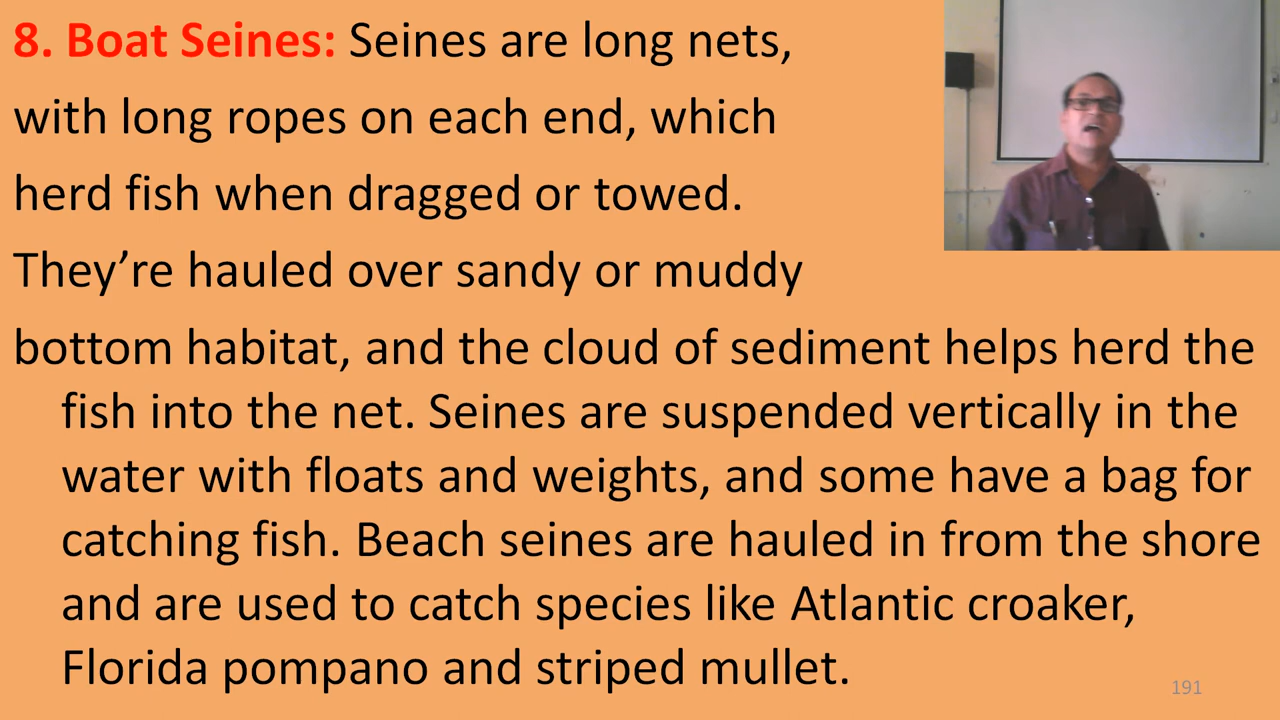 8. Boat Seines: Seines are long nets,
with long ropes on each end, which
herd fish when dragged or towed.
They’re hauled over sandy or muddy
bottom habitat, and the cloud of sediment helps herd the
fish into the net. Seines are suspended vertically in the
water with floats and weights, and some have a bag for
catching fish. Beach seines are hauled in from the shore
and are used to catch species like Atlantic croaker,
Florida pompano and striped mullet.
191